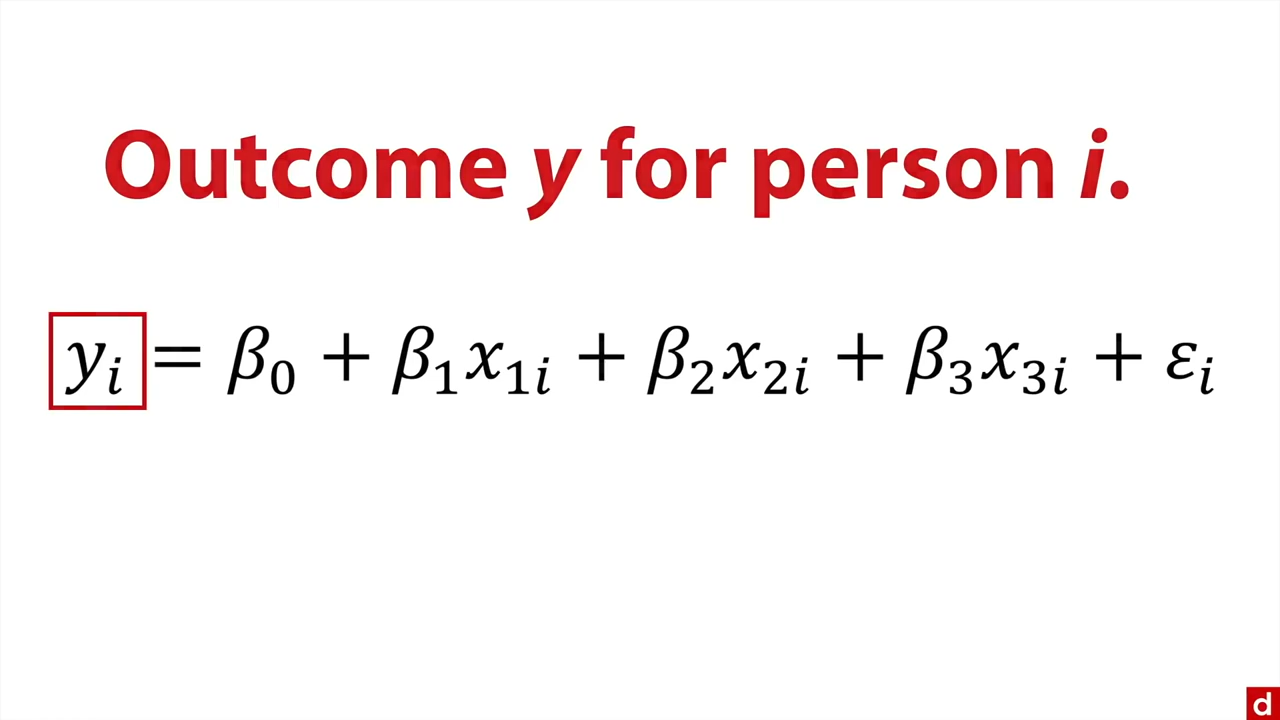 Outcome y for person i.
yᵢ = β₀ + β₁x₁ᵢ + β₂x₂ᵢ + β₃x₃ᵢ + εᵢ
d